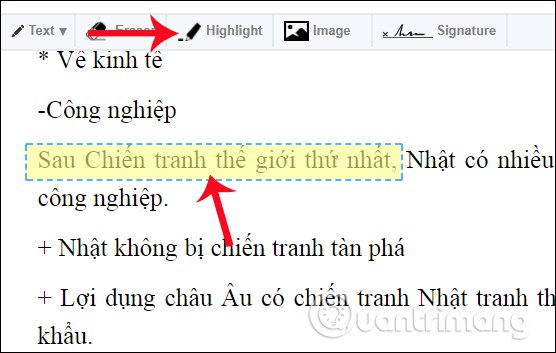 Text ▾ Eraser Highlight Image Signature
* Về kinh tế
-Công nghiệp
Sau Chiến tranh thế giới thứ nhất, Nhật có nhiều
công nghiệp.
+ Nhật không bị chiến tranh tàn phá
+ Lợi dụng châu Âu có chiến tranh Nhật tranh th
khẩu.
Quantrimang